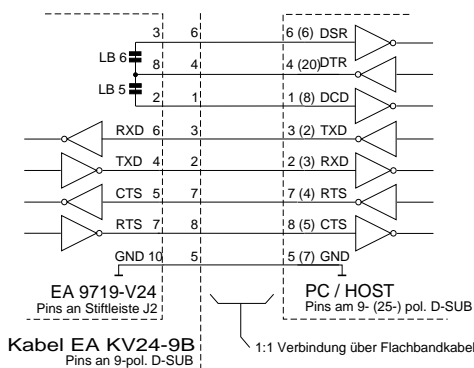 3 6 6 (6) DSR
LB 6
8 4 4 (20) DTR
LB 5
2 1 1 (8) DCD
RXD 6 3 3 (2) TXD
TXD 4 2 2 (3) RXD
CTS 5 7 7 (4) RTS
RTS 7 8 8 (5) CTS
GND 10 5 5 (7) GND
EA 9719-V24
Pins an Stiftleiste J2
PC / HOST
Pins am 9- (25-) pol. D-SUB
Kabel EA KV24-9B
Pins an 9-pol. D-SUB
1:1 Verbindung über Flachbandkabel